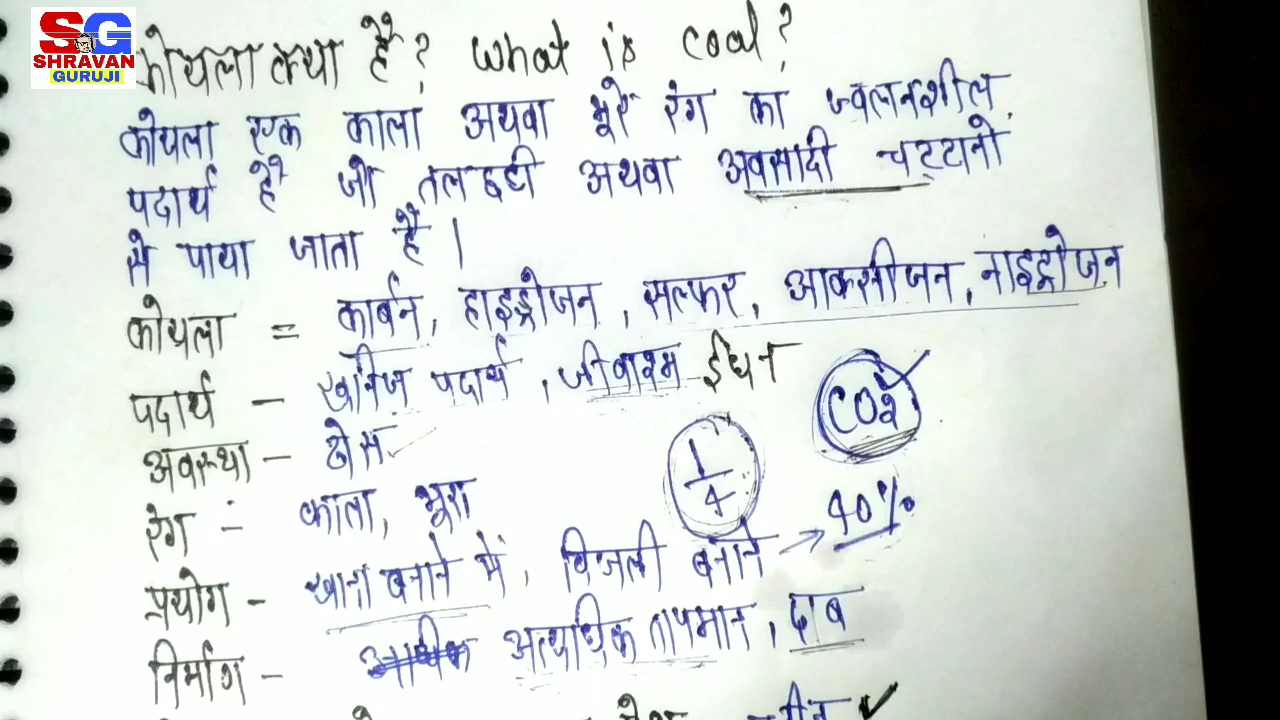 SG
SHRAVAN
GURUJI
कोयला क्या है? What is coal?
कोयला एक काला अथवा भूरे रंग का ज्वलनशील
पदार्थ है जो तलछटी अथवा अवसादी चट्टानो
से पाया जाता है |
कोयला = कार्बन, हाइड्रोजन, सल्फर, आक्सीजन, नाइट्रोजन
पदार्थ - खनिज पदार्थ, जीवाश्म ईधन
CO2
अवस्था - ठोस
1/4
रंग - काला, भूरा
प्रयोग - खाना बनाने में, बिजली बनाने → 40%
निर्माण - अत्यधिक तापमान, दाब